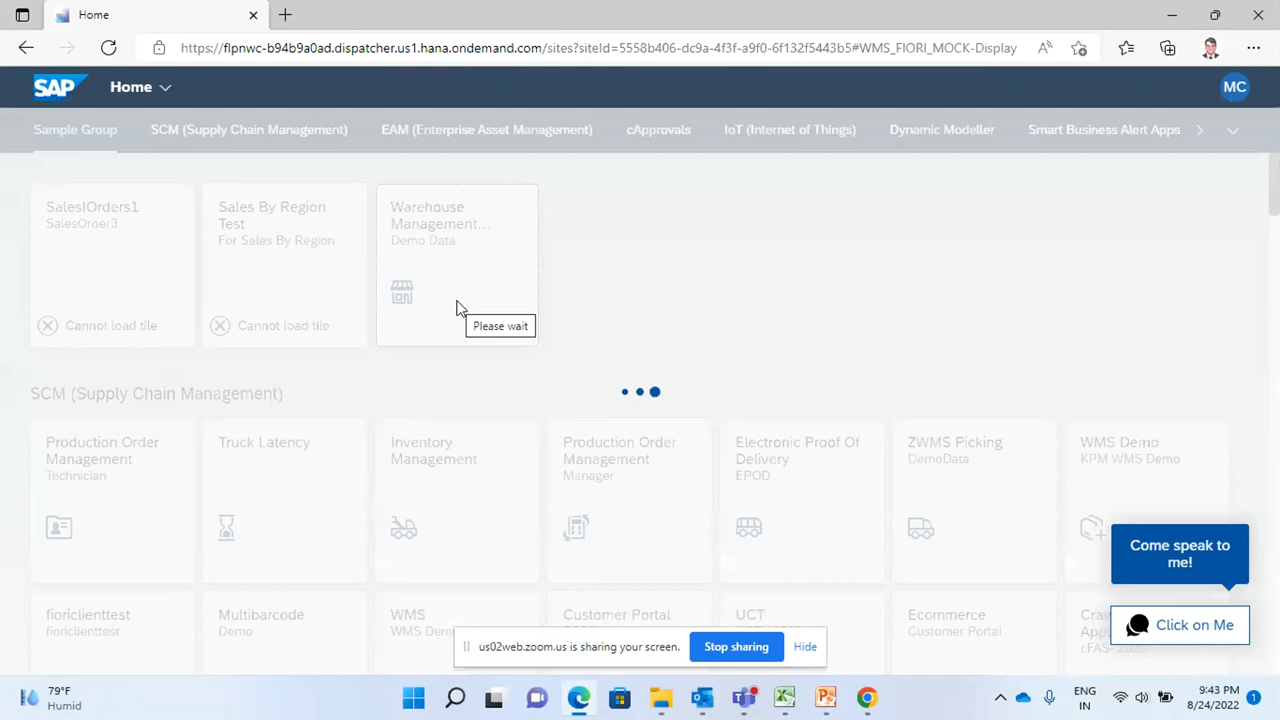 Home
https://flpnwc-b94b9a0ad.dispatcher.us1.hana.ondemand.com/sites?siteId=5558b406-dc9a-4f3f-a9f0-6f132f5443b5#WMS_FIORI_MOCK-Display
SAP Home MC
Sample Group SCM (Supply Chain Management) EAM (Enterprise Asset Management) cApprovals IoT (Internet of Things) Dynamic Modeller Smart Business Alert Apps
SaleslOrders1
SalesOrder3
Cannot load tile
Sales By Region
Test
For Sales By Region
Cannot load tile
Warehouse
Management...
Demo Data
Please wait
SCM (Supply Chain Management)
Production Order
Management
Technician
Truck Latency
Inventory
Management
Production Order
Management
Manager
Electronic Proof Of
Delivery
EPOD
ZWMS Picking
DemoData
WMS Demo
KPM WMS Demo
Come speak to
me!
Click on Me
fioriclienttest
fioriclienttest
Multibarcode
Demo
WMS
WMS Demo
Customer Portal
UCT
Ecommerce
Customer Portal
us02web.zoom.us is sharing your screen. Stop sharing Hide
79°F
Humid
ENG
IN
9:43 PM
8/24/2022
1